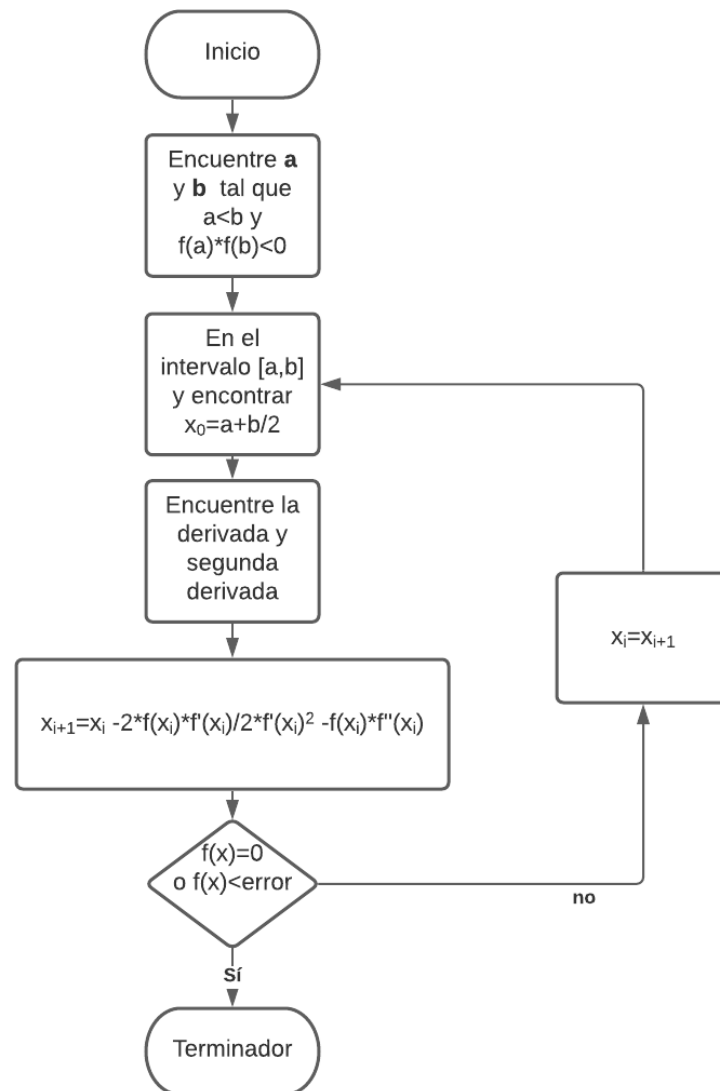 Inicio
Encuentre a
y b tal que
a<b y
f(a)*f(b)<0
En el
intervalo [a,b]
y encontrar
x₀=a+b/2
Encuentre la
derivada y
segunda
derivada
xᵢ=xᵢ₊₁
xᵢ₊₁=xᵢ -2*f(xᵢ)*f'(xᵢ)/2*f'(xᵢ)² -f(xᵢ)*f''(xᵢ)
f(x)=0
o f(x)<error
no
Sí
Terminador